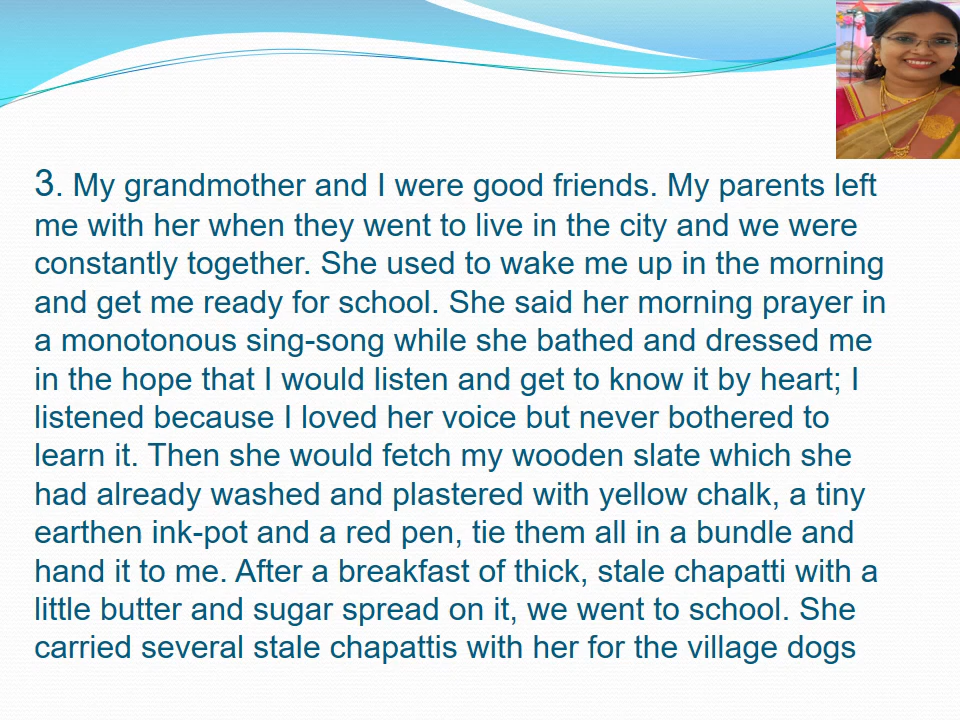 3. My grandmother and I were good friends. My parents left
me with her when they went to live in the city and we were
constantly together. She used to wake me up in the morning
and get me ready for school. She said her morning prayer in
a monotonous sing-song while she bathed and dressed me
in the hope that I would listen and get to know it by heart; I
listened because I loved her voice but never bothered to
learn it. Then she would fetch my wooden slate which she
had already washed and plastered with yellow chalk, a tiny
earthen ink-pot and a red pen, tie them all in a bundle and
hand it to me. After a breakfast of thick, stale chapatti with a
little butter and sugar spread on it, we went to school. She
carried several stale chapattis with her for the village dogs